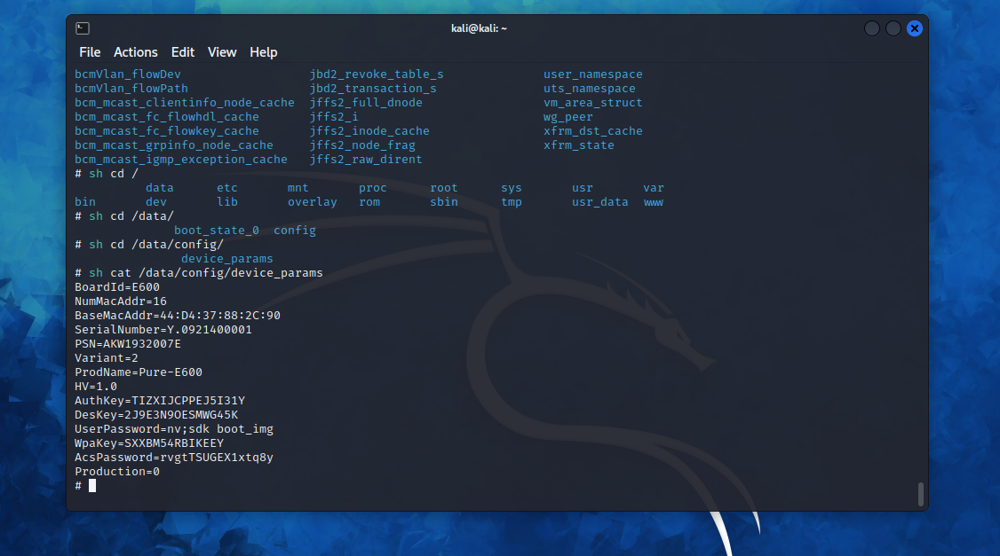 kali@kali: ~
File Actions Edit View Help
bcmVlan_flowDev jbd2_revoke_table_s user_namespace
bcmVlan_flowPath jbd2_transaction_s uts_namespace
bcm_mcast_clientinfo_node_cache jffs2_full_dnode vm_area_struct
bcm_mcast_fc_flowhdl_cache jffs2_i wg_peer
bcm_mcast_fc_flowkey_cache jffs2_inode_cache xfrm_dst_cache
bcm_mcast_grpinfo_node_cache jffs2_node_frag xfrm_state
bcm_mcast_igmp_exception_cache jffs2_raw_dirent
# sh cd /
data etc mnt proc root sys usr var
bin dev lib overlay rom sbin tmp usr_data www
# sh cd /data/
boot_state_0 config
# sh cd /data/config/
device_params
# sh cat /data/config/device_params
BoardId=E600
NumMacAddr=16
BaseMacAddr=44:D4:37:88:2C:90
SerialNumber=Y.0921400001
PSN=AKW1932007E
Variant=2
ProdName=Pure-E600
HV=1.0
AuthKey=TIZXIJCPPEJ5I31Y
DesKey=2J9E3N9OESMWG45K
UserPassword=nv;sdk boot_img
WpaKey=SXXBM54RBIKEEY
AcsPassword=rvgtTSUGEX1xtq8y
Production=0
#